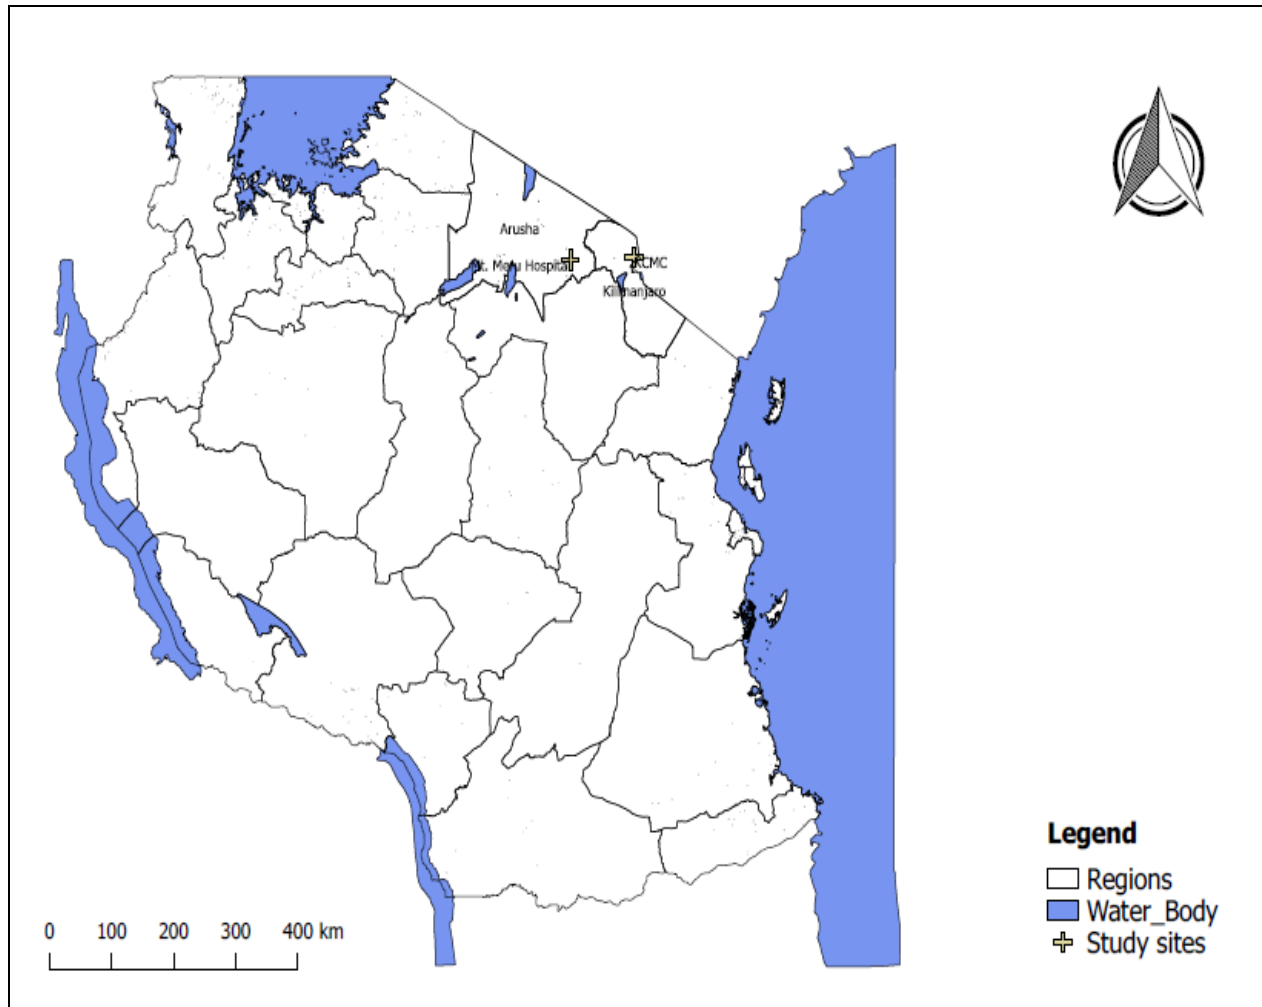 Arusha
Mt. Meru Hospital
KCMC
Kilimanjaro
Legend
Regions
Water_Body
Study sites
0 100 200 300 400 km